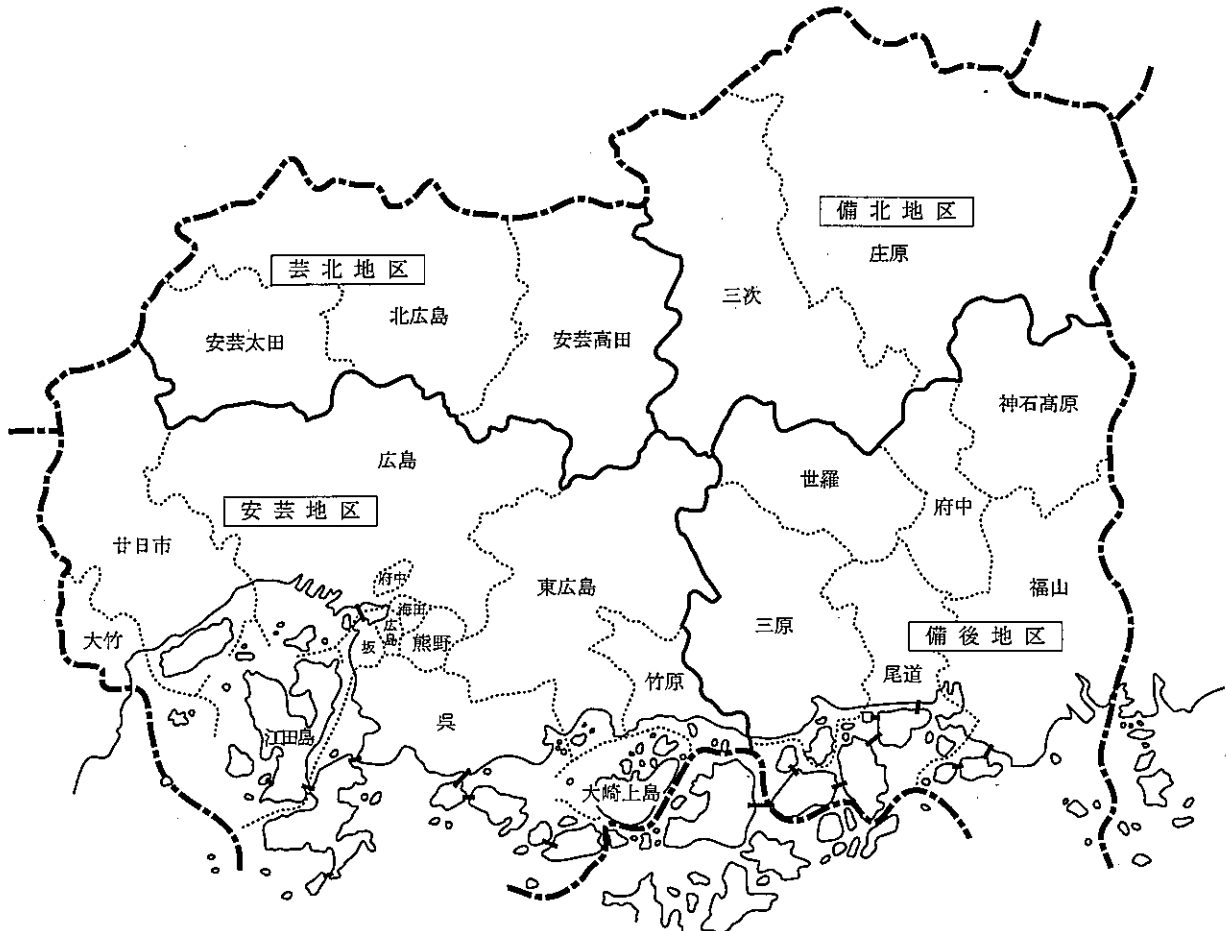 備北地区
庄原
芸北地区
三次
北広島
安芸太田
安芸高田
神石高原
広島
世羅
安芸地区
府中
廿日市
府中
東広島
福山
海田
広島
大竹
坂
熊野
三原
備後地区
尾道
竹原
呉
江田島
大崎上島